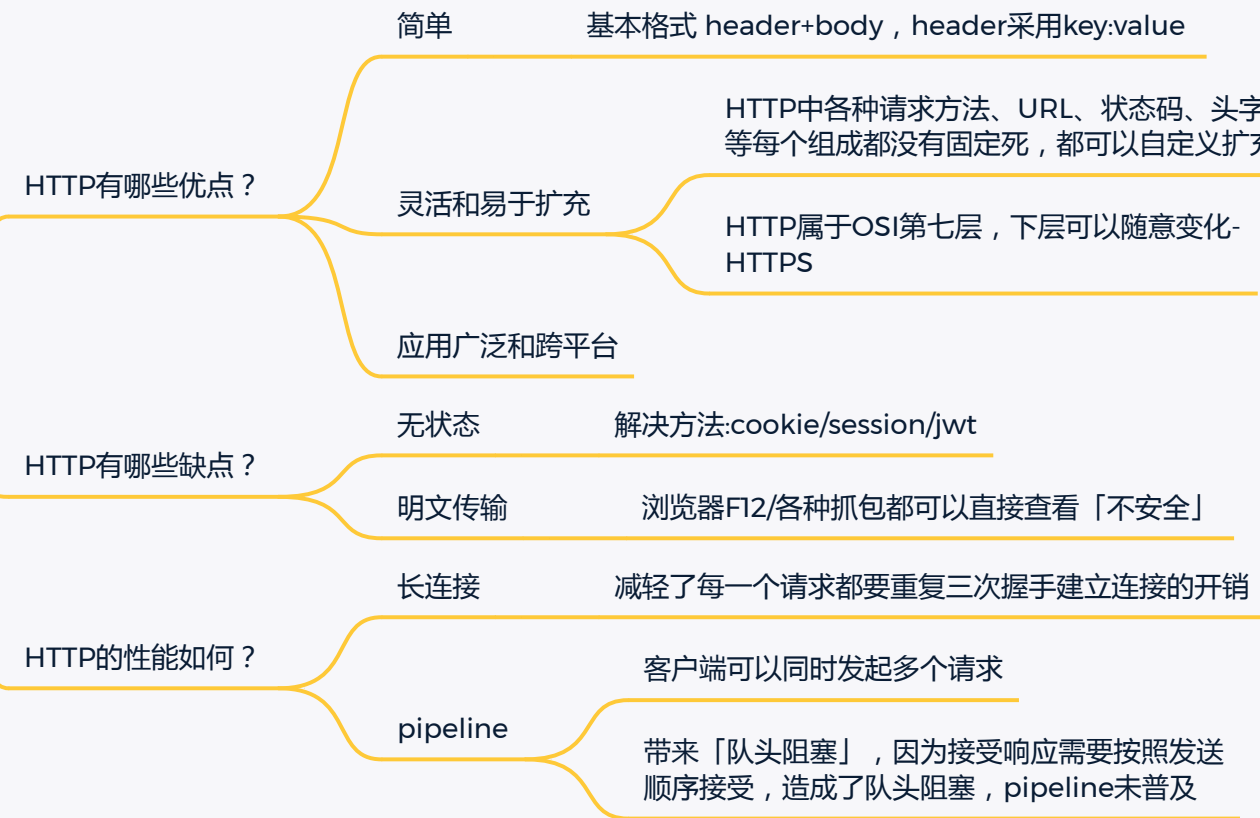 HTTP有哪些优点？
简单
基本格式 header+body，header采用key:value
灵活和易于扩充
HTTP中各种请求方法、URL、状态码、头字
等每个组成都没有固定死，都可以自定义扩充
HTTP属于OSI第七层，下层可以随意变化-
HTTPS
应用广泛和跨平台
HTTP有哪些缺点？
无状态
解决方法:cookie/session/jwt
明文传输
浏览器F12/各种抓包都可以直接查看「不安全」
HTTP的性能如何？
长连接
减轻了每一个请求都要重复三次握手建立连接的开销
pipeline
客户端可以同时发起多个请求
带来「队头阻塞」，因为接受响应需要按照发送
顺序接受，造成了队头阻塞，pipeline未普及